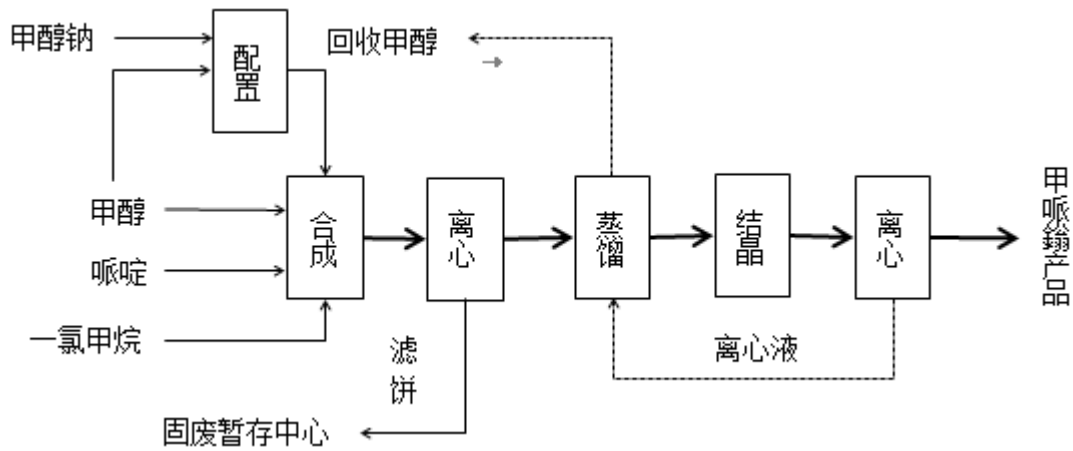 甲醇钠
配置
回收甲醇
甲醇
哌啶
一氯甲烷
合成
离心
蒸馏
结晶
离心
甲哌鎓产品
滤饼
离心液
固废暂存中心